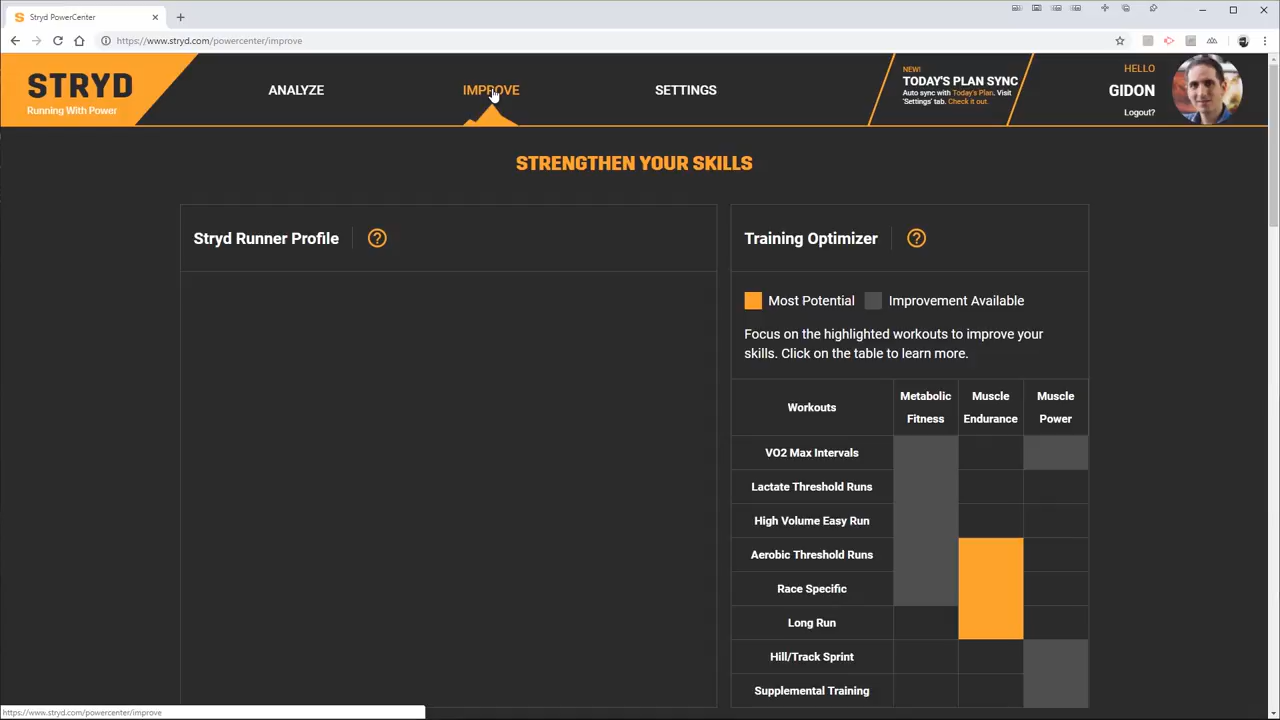 Stryd PowerCenter
https://www.stryd.com/powercenter/improve
STRYD
Running With Power
ANALYZE
IMPROVE
SETTINGS
NEW!
TODAY'S PLAN SYNC
Auto sync with Today's Plan. Visit
'Settings' tab. Check it out.
HELLO
GIDON
Logout?
STRENGTHEN YOUR SKILLS
Stryd Runner Profile
?
Training Optimizer
?
Most Potential
Improvement Available
Focus on the highlighted workouts to improve your
skills. Click on the table to learn more.
Workouts
Metabolic
Fitness
Muscle
Endurance
Muscle
Power
VO2 Max Intervals
Lactate Threshold Runs
High Volume Easy Run
Aerobic Threshold Runs
Race Specific
Long Run
Hill/Track Sprint
Supplemental Training
https://www.stryd.com/powercenter/improve